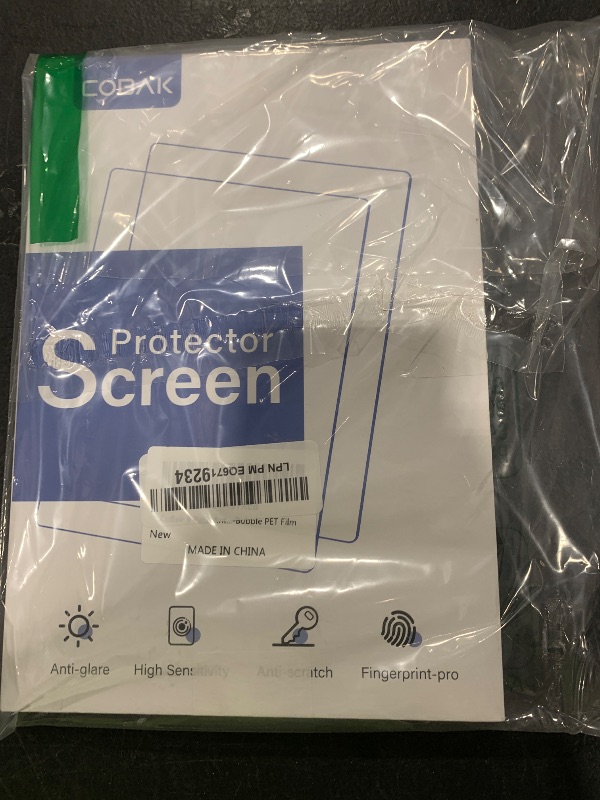 COBAK
Protector
Screen
LPN PM EO6719234
-Bubble PET Film
New
MADE IN CHINA
Anti-glare
High Sensitivity
Anti-scratch
Fingerprint-pro